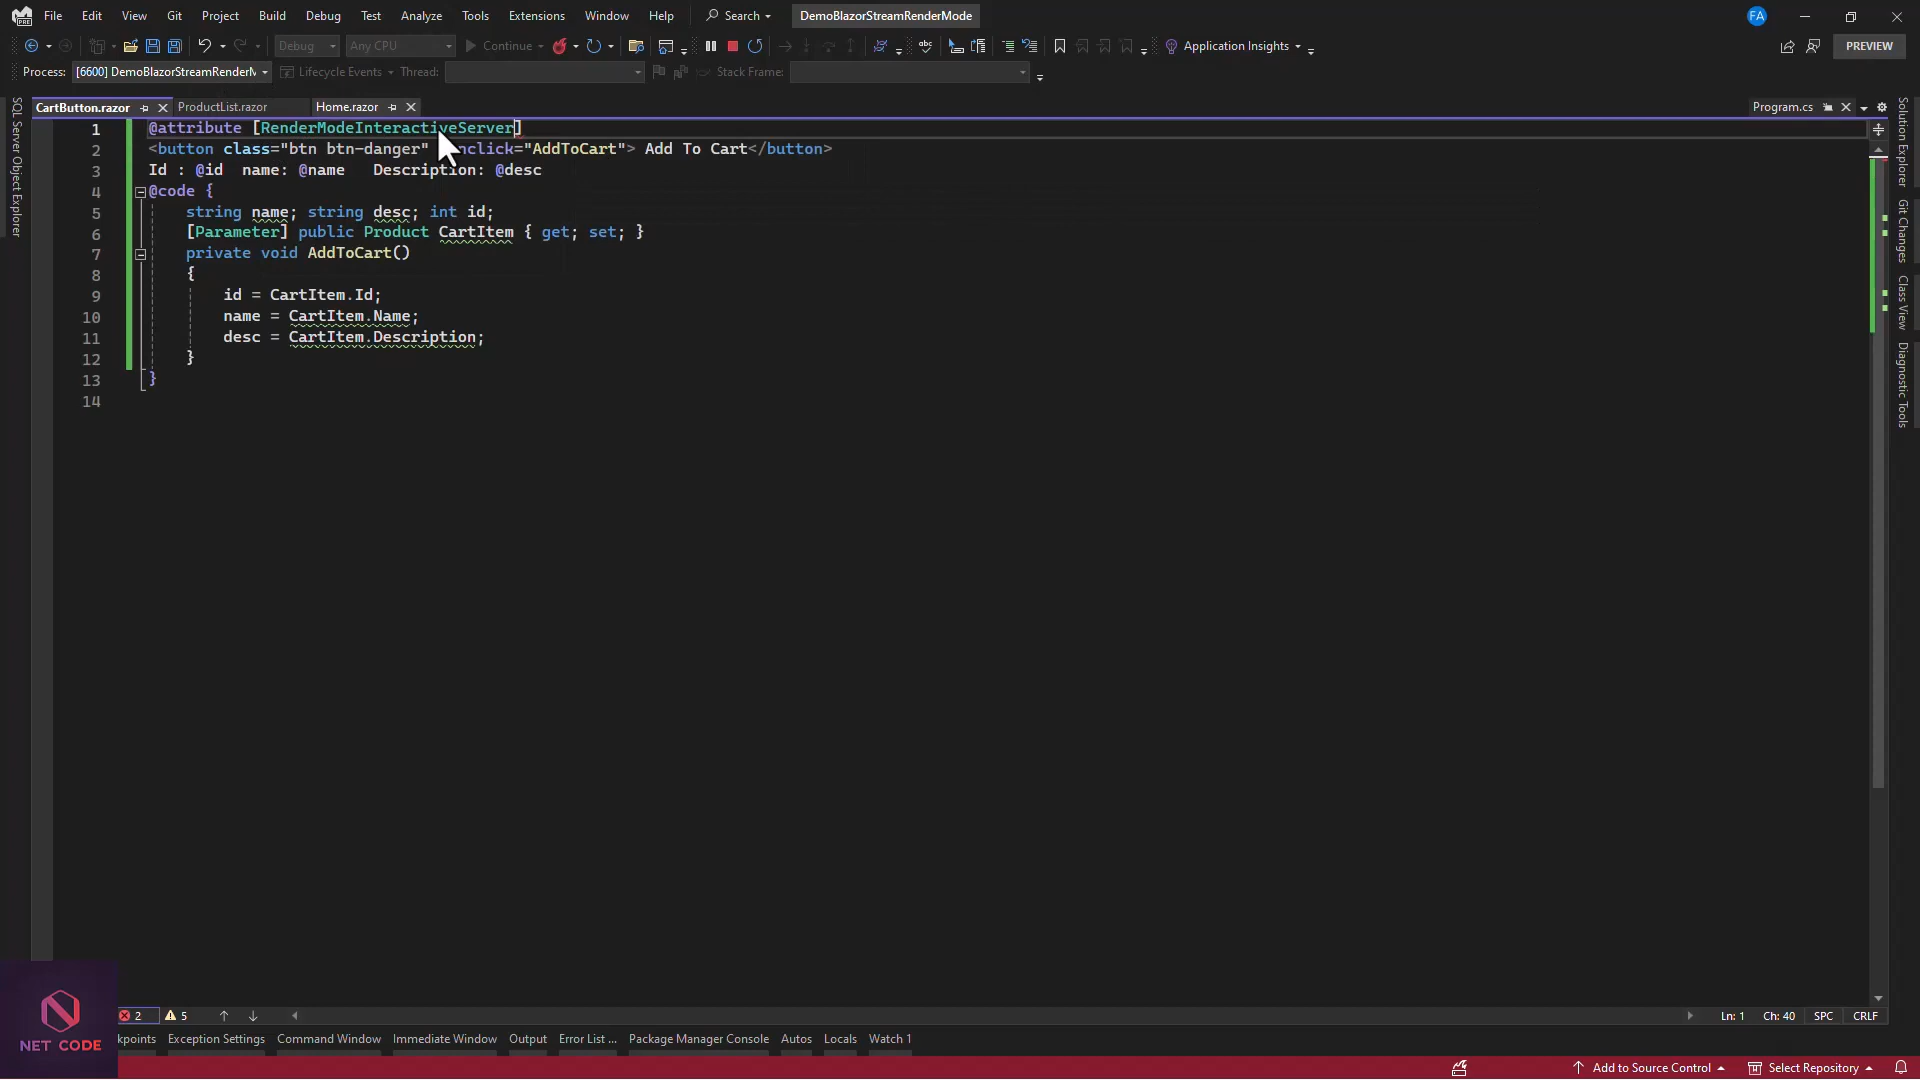 File Edit View Git Project Build Debug Test Analyze Tools Extensions Window Help Search DemoBlazorStreamRenderMode FA
Debug Any CPU Continue Application Insights PREVIEW
Process: [6600] DemoBlazorStreamRenderM Lifecycle Events Thread: Stack Frame:
CartButton.razor ProductList.razor Home.razor Program.cs
SQL Server Object Explorer
1 @attribute [RenderModeInteractiveServer]
2 <button class="btn btn-danger" nclick="AddToCart"> Add To Cart</button>
3 Id : @id name: @name Description: @desc
4 @code {
5 string name; string desc; int id;
6 [Parameter] public Product CartItem { get; set; }
7 private void AddToCart()
8 {
9 id = CartItem.Id;
10 name = CartItem.Name;
11 desc = CartItem.Description;
12 }
13 }
14
Solution Explorer
Git Changes
Class View
Diagnostic Tools
2 5 Ln: 1 Ch: 40 SPC CRLF
kpoints Exception Settings Command Window Immediate Window Output Error List ... Package Manager Console Autos Locals Watch 1
Add to Source Control Select Repository
NET CODE